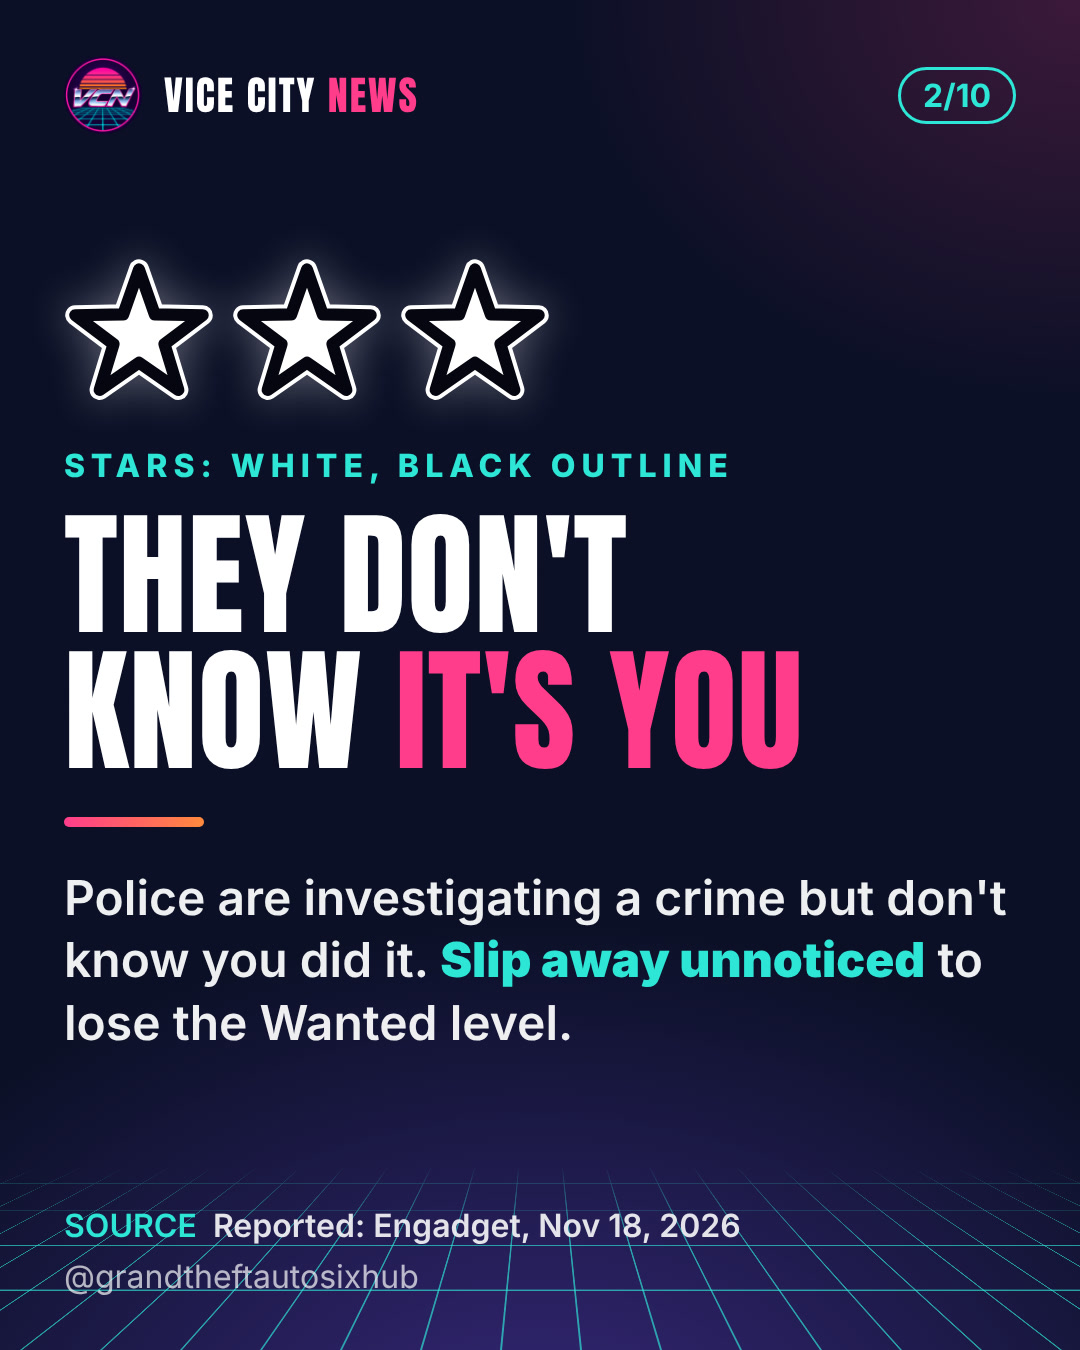 VCN
VICE CITY NEWS
2/10
STARS: WHITE, BLACK OUTLINE
THEY DON'T
KNOW IT'S YOU
Police are investigating a crime but don't
know you did it. Slip away unnoticed to
lose the Wanted level.
SOURCE Reported: Engadget, Nov 18, 2026
@grandtheftautosixhub